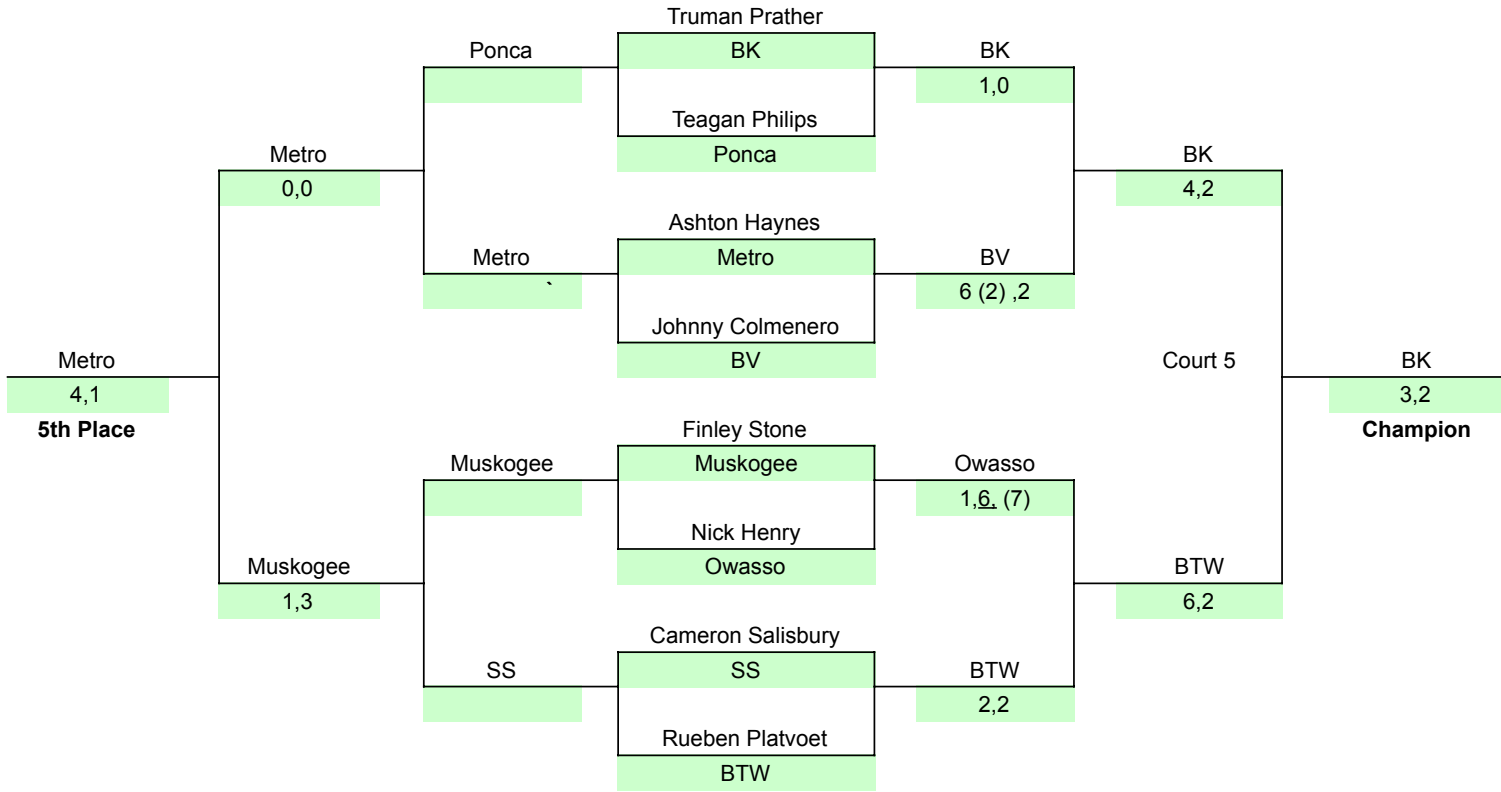 Truman Prather
Ponca BK BK
1,0
Teagan Philips
Metro Ponca BK
0,0 4,2
Ashton Haynes
Metro Metro BV
` 6 (2) ,2
Johnny Colmenero
Metro BV Court 5 BK
4,1 3,2
5th Place Finley Stone Champion
Muskogee Muskogee Owasso
1,6, (7)
Nick Henry
Muskogee Owasso BTW
1,3 6,2
Cameron Salisbury
SS SS BTW
2,2
Rueben Platvoet
BTW